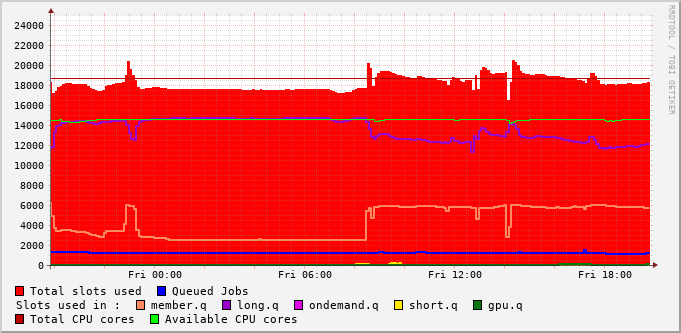 RRDTOOL / TOBI OETIKER
24000
22000
20000
18000
16000
14000
12000
10000
8000
6000
4000
2000
0
Fri 00:00 Fri 06:00 Fri 12:00 Fri 18:00
Total slots used Queued Jobs
Slots used in : member.q long.q ondemand.q short.q gpu.q
Total CPU cores Available CPU cores